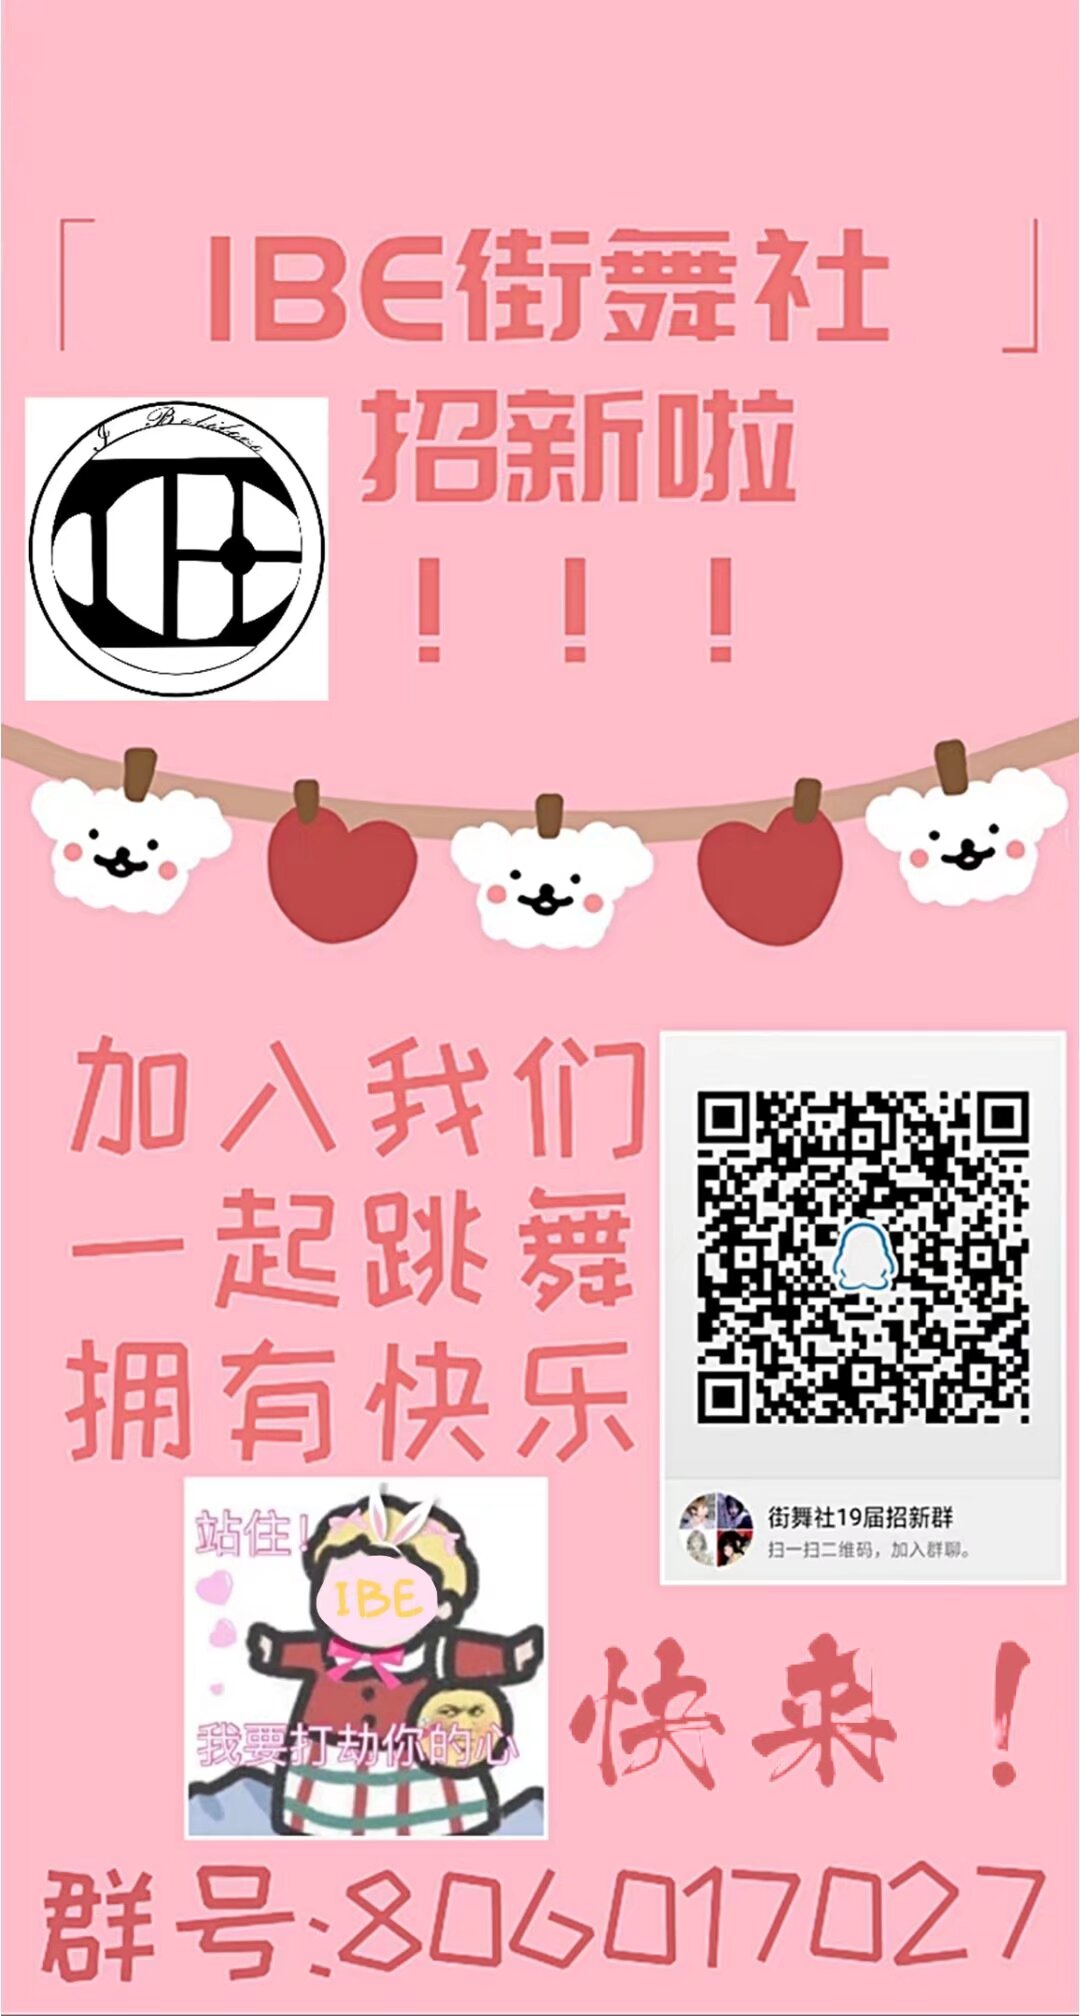 「IBE街舞社」
招新啦
！！！
加入我们
一起跳舞
拥有快乐
街舞社19届招新群
扫一扫二维码，加入群聊。
站住！
IBE
我要打劫你的心
快来！
群号:806017027